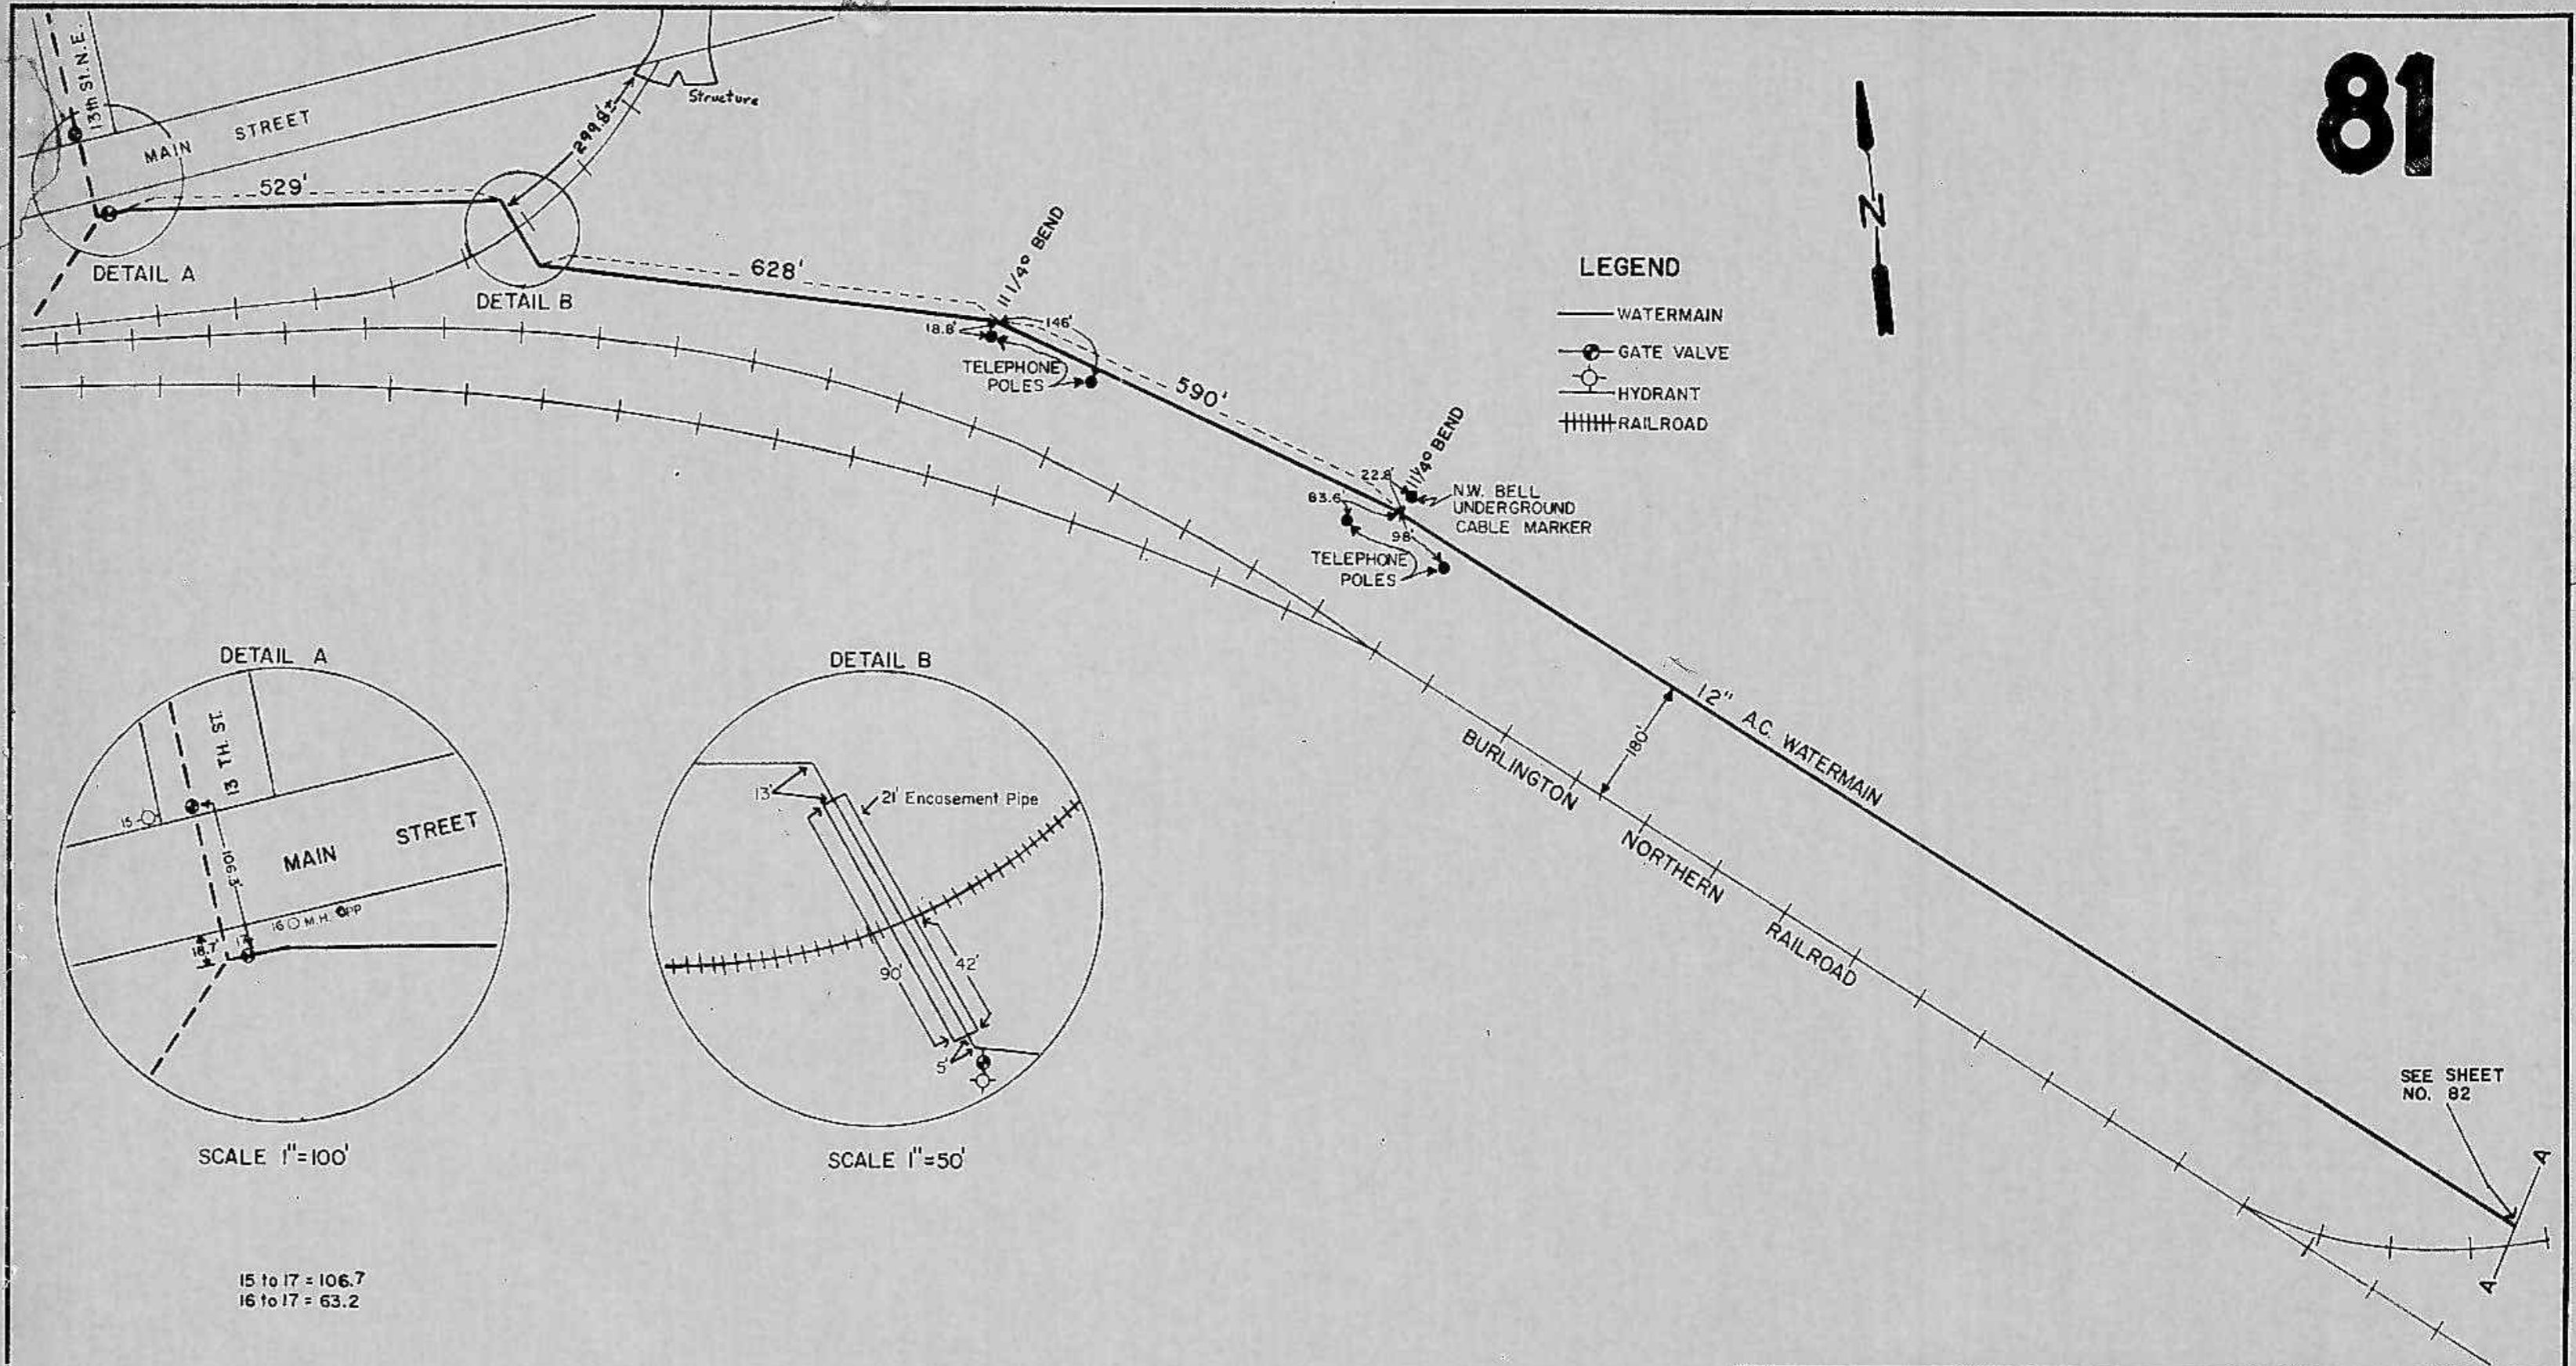 81
13th St. N.E.
MAIN STREET
529'
299.8'±
Structure
DETAIL A
DETAIL B
628'
11 1/4° BEND
18.8'
146'
TELEPHONE
POLES
590'
11 1/4° BEND
22.8'
83.6'
98'
N.W. BELL
UNDERGROUND
CABLE MARKER
TELEPHONE
POLES
N
LEGEND
WATERMAIN
GATE VALVE
HYDRANT
RAILROAD
12" A.C. WATERMAIN
180'
BURLINGTON NORTHERN RAILROAD
SEE SHEET
NO. 82
A
A
DETAIL A
13 TH. ST.
15
MAIN STREET
106.3'
16 M.H. PP
18.7'
17
SCALE 1"=100'
DETAIL B
13'
21' Encasement Pipe
90'
42'
5'
SCALE 1"=50'
15 to 17 = 106.7
16 to 17 = 63.2